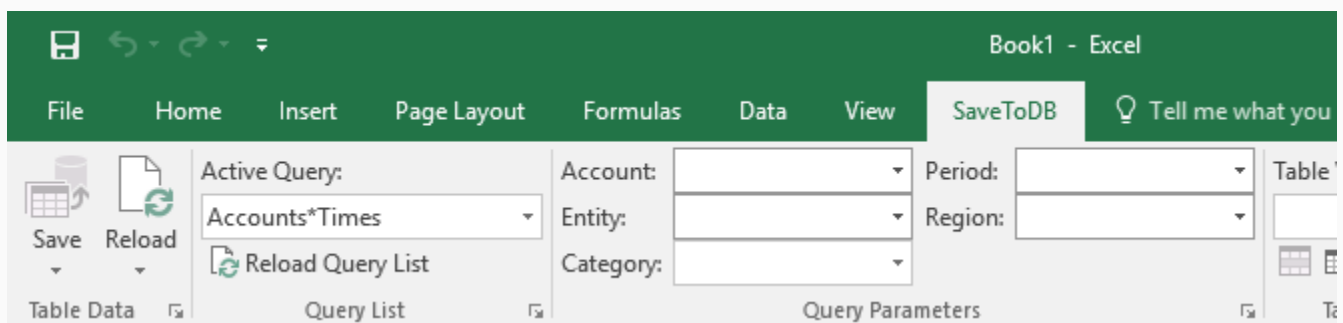 Book1 - Excel
File Home Insert Page Layout Formulas Data View SaveToDB Tell me what you
Save
Reload
Table Data
Active Query:
Accounts*Times
Reload Query List
Query List
Account:
Entity:
Category:
Period:
Region:
Query Parameters
Table